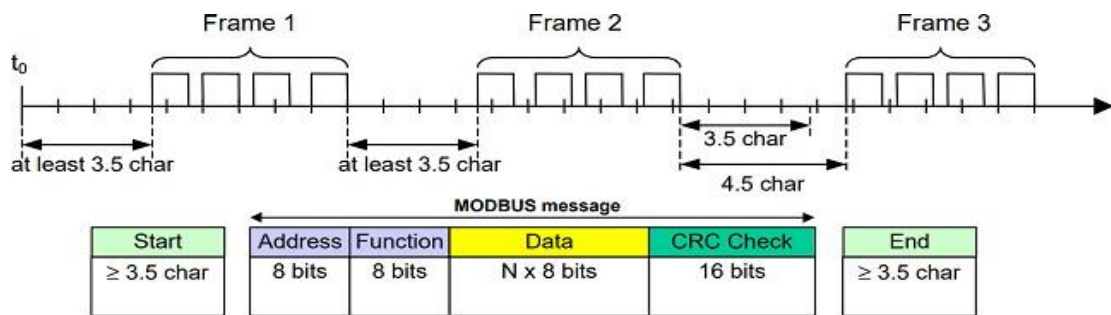 Frame 1 Frame 2 Frame 3
t0
at least 3.5 char at least 3.5 char 3.5 char
4.5 char
MODBUS message
Start Address Function Data CRC Check End
≥ 3.5 char 8 bits 8 bits N x 8 bits 16 bits ≥ 3.5 char